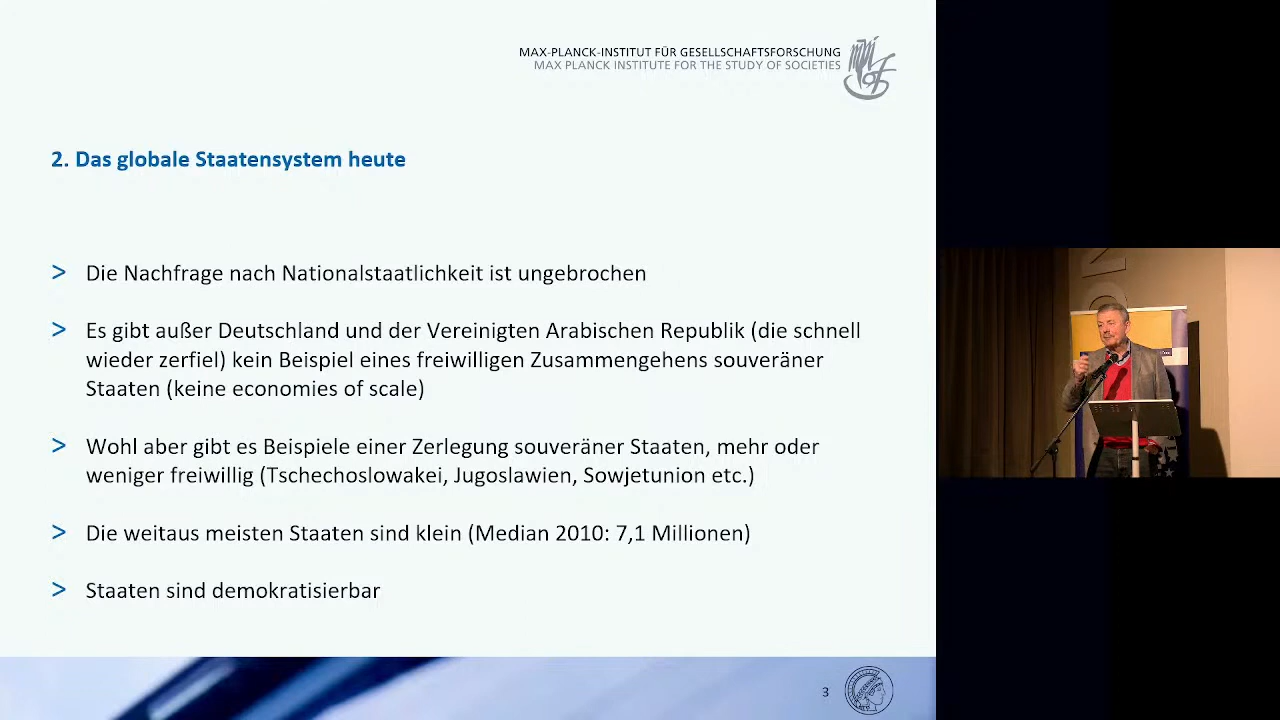 MAX-PLANCK-INSTITUT FÜR GESELLSCHAFTSFORSCHUNG
MAX PLANCK INSTITUTE FOR THE STUDY OF SOCIETIES
2. Das globale Staatensystem heute
> Die Nachfrage nach Nationalstaatlichkeit ist ungebrochen
> Es gibt außer Deutschland und der Vereinigten Arabischen Republik (die schnell
wieder zerfiel) kein Beispiel eines freiwilligen Zusammengehens souveräner
Staaten (keine economies of scale)
> Wohl aber gibt es Beispiele einer Zerlegung souveräner Staaten, mehr oder
weniger freiwillig (Tschechoslowakei, Jugoslawien, Sowjetunion etc.)
> Die weitaus meisten Staaten sind klein (Median 2010: 7,1 Millionen)
> Staaten sind demokratisierbar
3